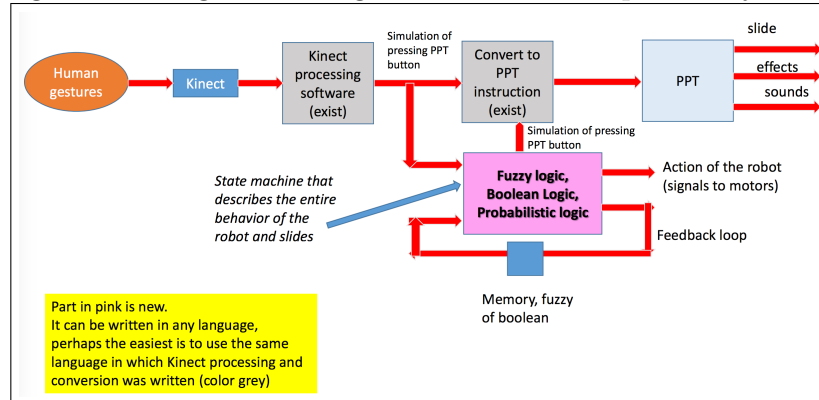 slide
Simulation of
pressing PPT
button
Human
gestures
Kinect
Kinect
processing
software
(exist)
Convert to
PPT
instruction
(exist)
PPT
effects
sounds
Simulation of pressing
PPT button
State machine that
describes the entire
behavior of the
robot and slides
Fuzzy logic,
Boolean Logic,
Probabilistic logic
Action of the robot
(signals to motors)
Feedback loop
Memory, fuzzy
of boolean
Part in pink is new.
It can be written in any language,
perhaps the easiest is to use the same
language in which Kinect processing and
conversion was written (color grey)